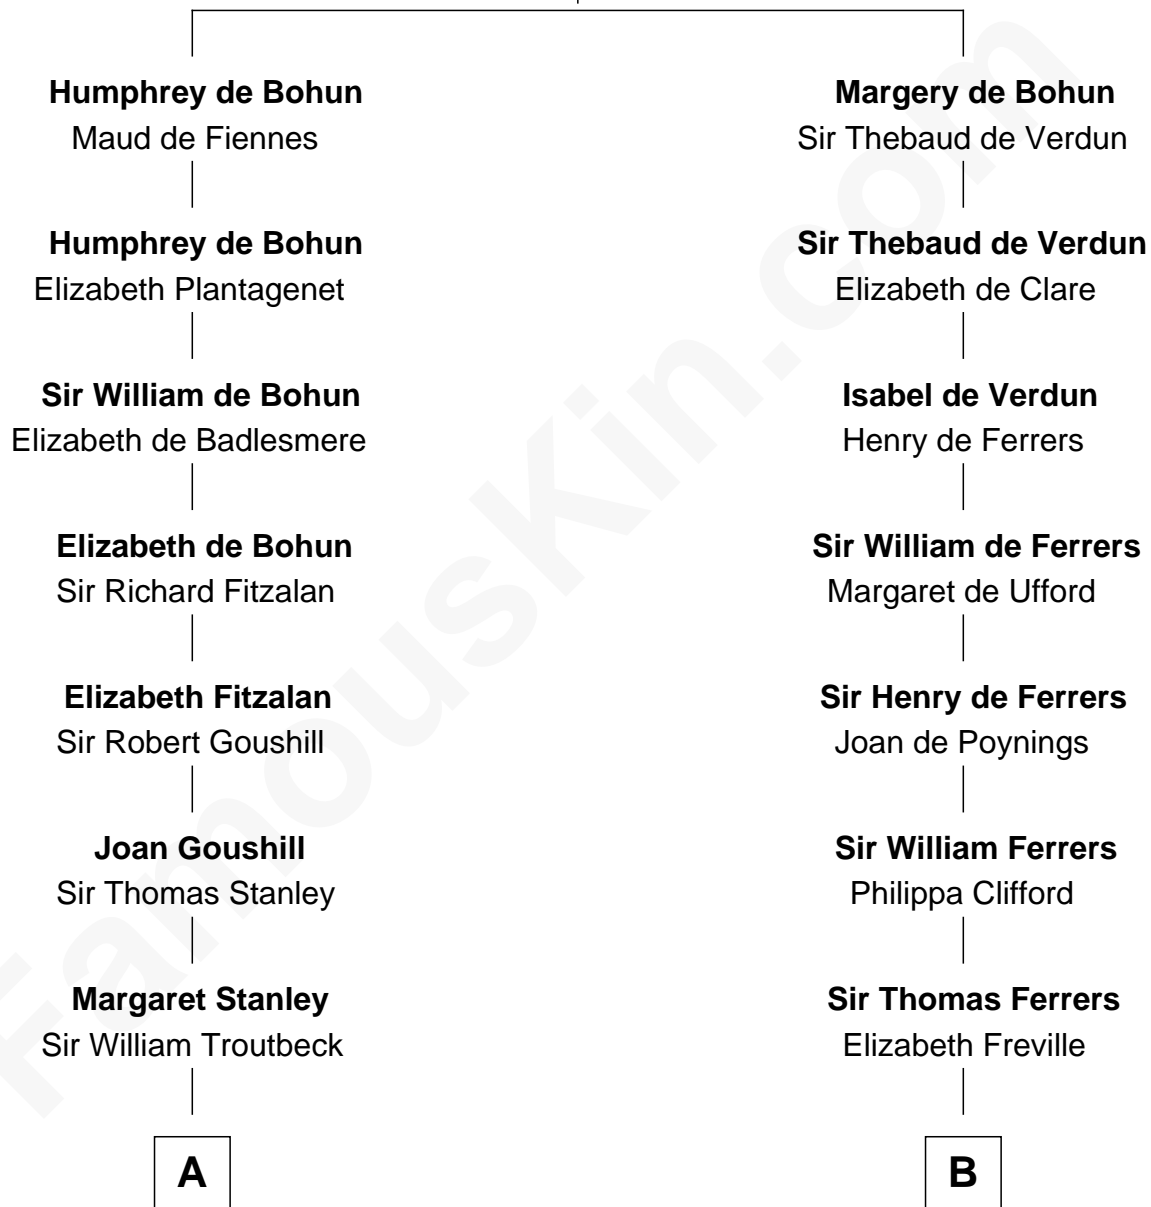 Humphrey de Bohun
Maud de Fiennes
Humphrey de Bohun
Elizabeth Plantagenet
Sir William de Bohun
Elizabeth de Badlesmere
Elizabeth de Bohun
Sir Richard Fitzalan
Elizabeth Fitzalan
Sir Robert Goushill
Joan Goushill
Sir Thomas Stanley
Margaret Stanley
Sir William Troutbeck
A
Margery de Bohun
Sir Thebaud de Verdun
Sir Thebaud de Verdun
Elizabeth de Clare
Isabel de Verdun
Henry de Ferrers
Sir William de Ferrers
Margaret de Ufford
Sir Henry de Ferrers
Joan de Poynings
Sir William Ferrers
Philippa Clifford
Sir Thomas Ferrers
Elizabeth Freville
B
FamousKin.com